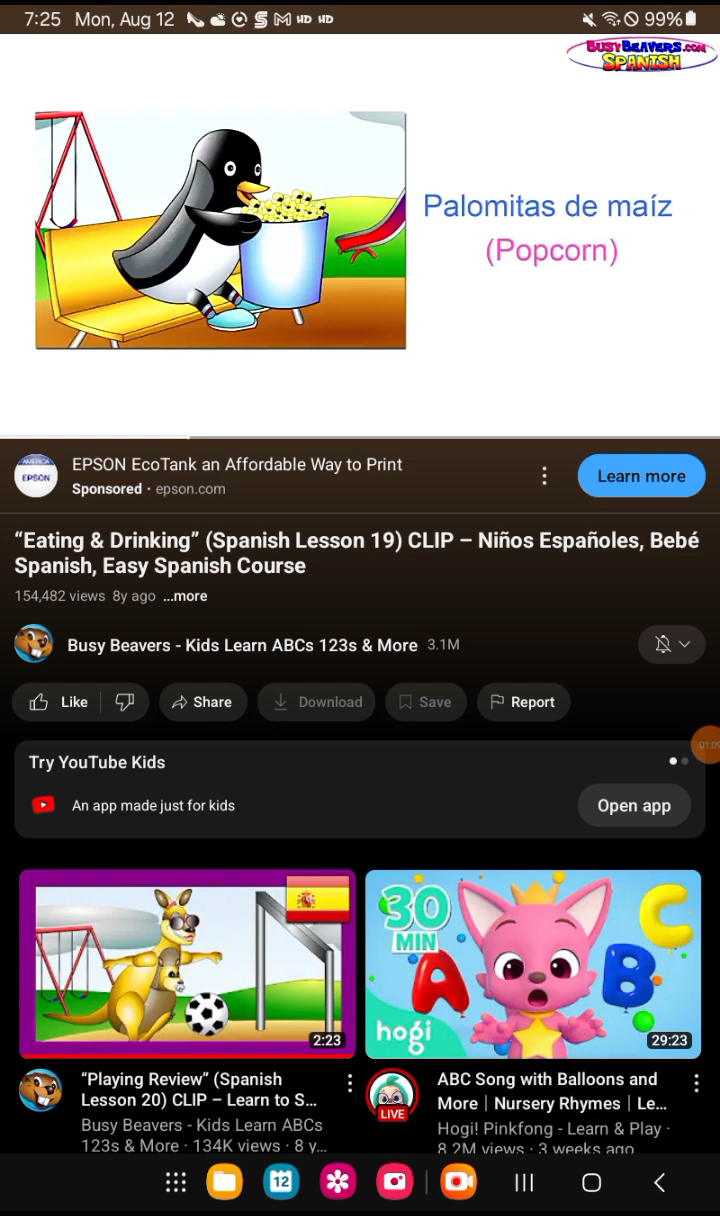 7:25 Mon, Aug 12 HD HD 99%
BUSYBEAVERS.COM
SPANISH
Palomitas de maíz
(Popcorn)
AMERICA
EPSON
EPSON EcoTank an Affordable Way to Print
Sponsored · epson.com
Learn more
“Eating & Drinking” (Spanish Lesson 19) CLIP – Niños Españoles, Bebé
Spanish, Easy Spanish Course
154,482 views 8y ago ...more
Busy Beavers - Kids Learn ABCs 123s & More 3.1M
Like Share Download Save Report
01:00
Try YouTube Kids
An app made just for kids
Open app
2:23
30
MIN
A B C
hogi
29:23
“Playing Review” (Spanish
Lesson 20) CLIP – Learn to S...
Busy Beavers - Kids Learn ABCs
123s & More · 134K views · 8 y...
LIVE
ABC Song with Balloons and
More | Nursery Rhymes | Le...
Hogi! Pinkfong - Learn & Play ·
8.2M views · 3 weeks ago
12